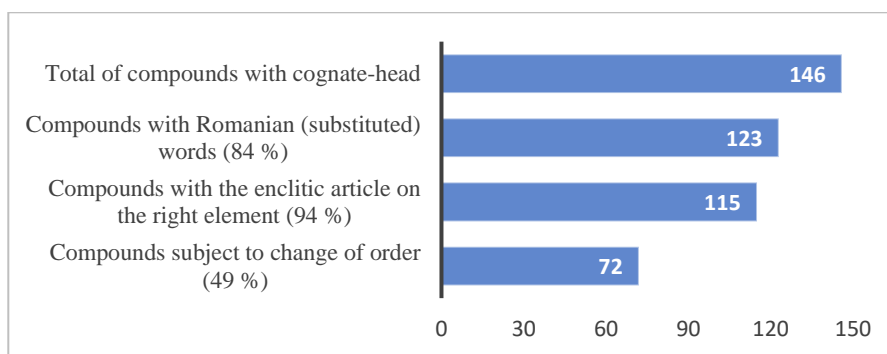 Total of compounds with cognate-head
146
Compounds with Romanian (substituted)
words (84 %)
123
Compounds with the enclitic article on
the right element (94 %)
115
Compounds subject to change of order
(49 %)
72
0 30 60 90 120 150